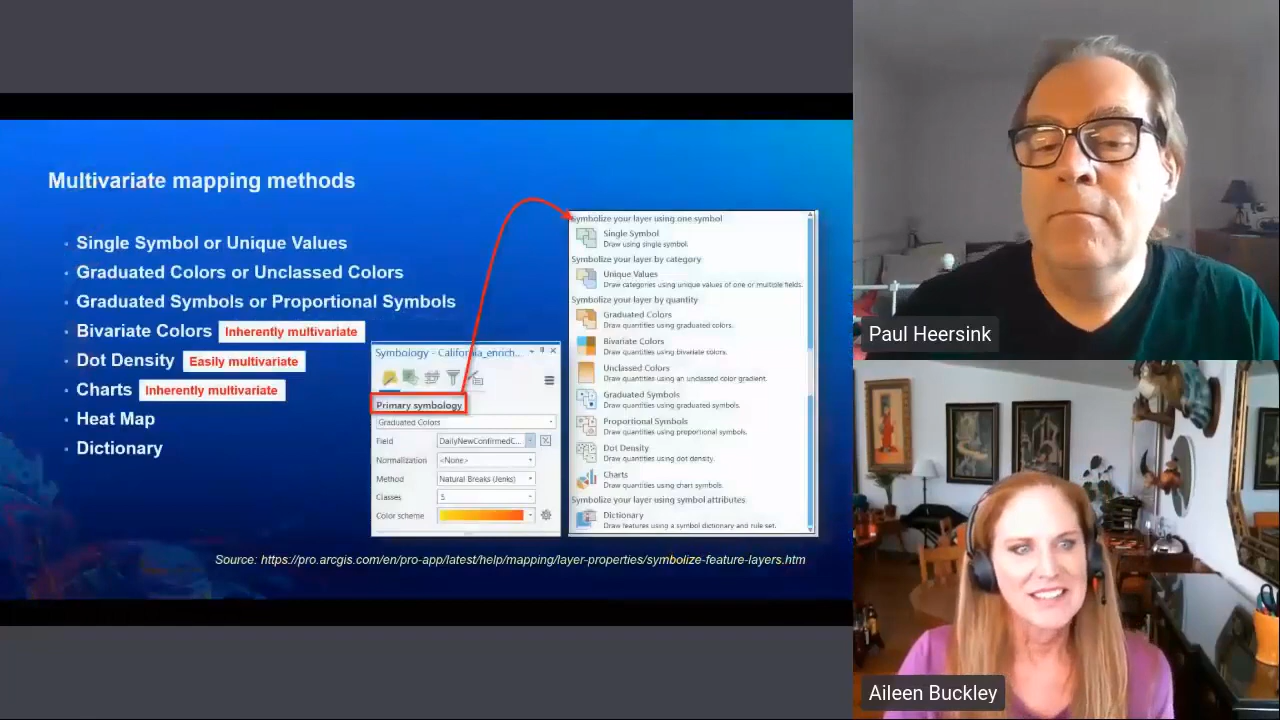 Multivariate mapping methods
Single Symbol or Unique Values
Graduated Colors or Unclassed Colors
Graduated Symbols or Proportional Symbols
Bivariate Colors Inherently multivariate
Dot Density Easily multivariate
Charts Inherently multivariate
Heat Map
Dictionary
Symbology - California_enrich...
Primary symbology
Graduated Colors
Field DailyNewConfirmedC...
Normalization <None>
Method Natural Breaks (Jenks)
Classes 5
Color scheme
Symbolize your layer using one symbol
Single Symbol
Draw using single symbol.
Symbolize your layer by category
Unique Values
Draw categories using unique values of one or multiple fields.
Symbolize your layer by quantity
Graduated Colors
Draw quantities using graduated colors.
Bivariate Colors
Draw quantities using bivariate colors.
Unclassed Colors
Draw quantities using an unclassed color gradient.
Graduated Symbols
Draw quantities using graduated symbols.
Proportional Symbols
Draw quantities using proportional symbols.
Dot Density
Draw quantities using dot density.
Charts
Draw quantities using chart symbols.
Symbolize your layer using symbol attributes
Dictionary
Draw features using a symbol dictionary and rule set.
Source: https://pro.arcgis.com/en/pro-app/latest/help/mapping/layer-properties/symbolize-feature-layers.htm
Paul Heersink
Aileen Buckley